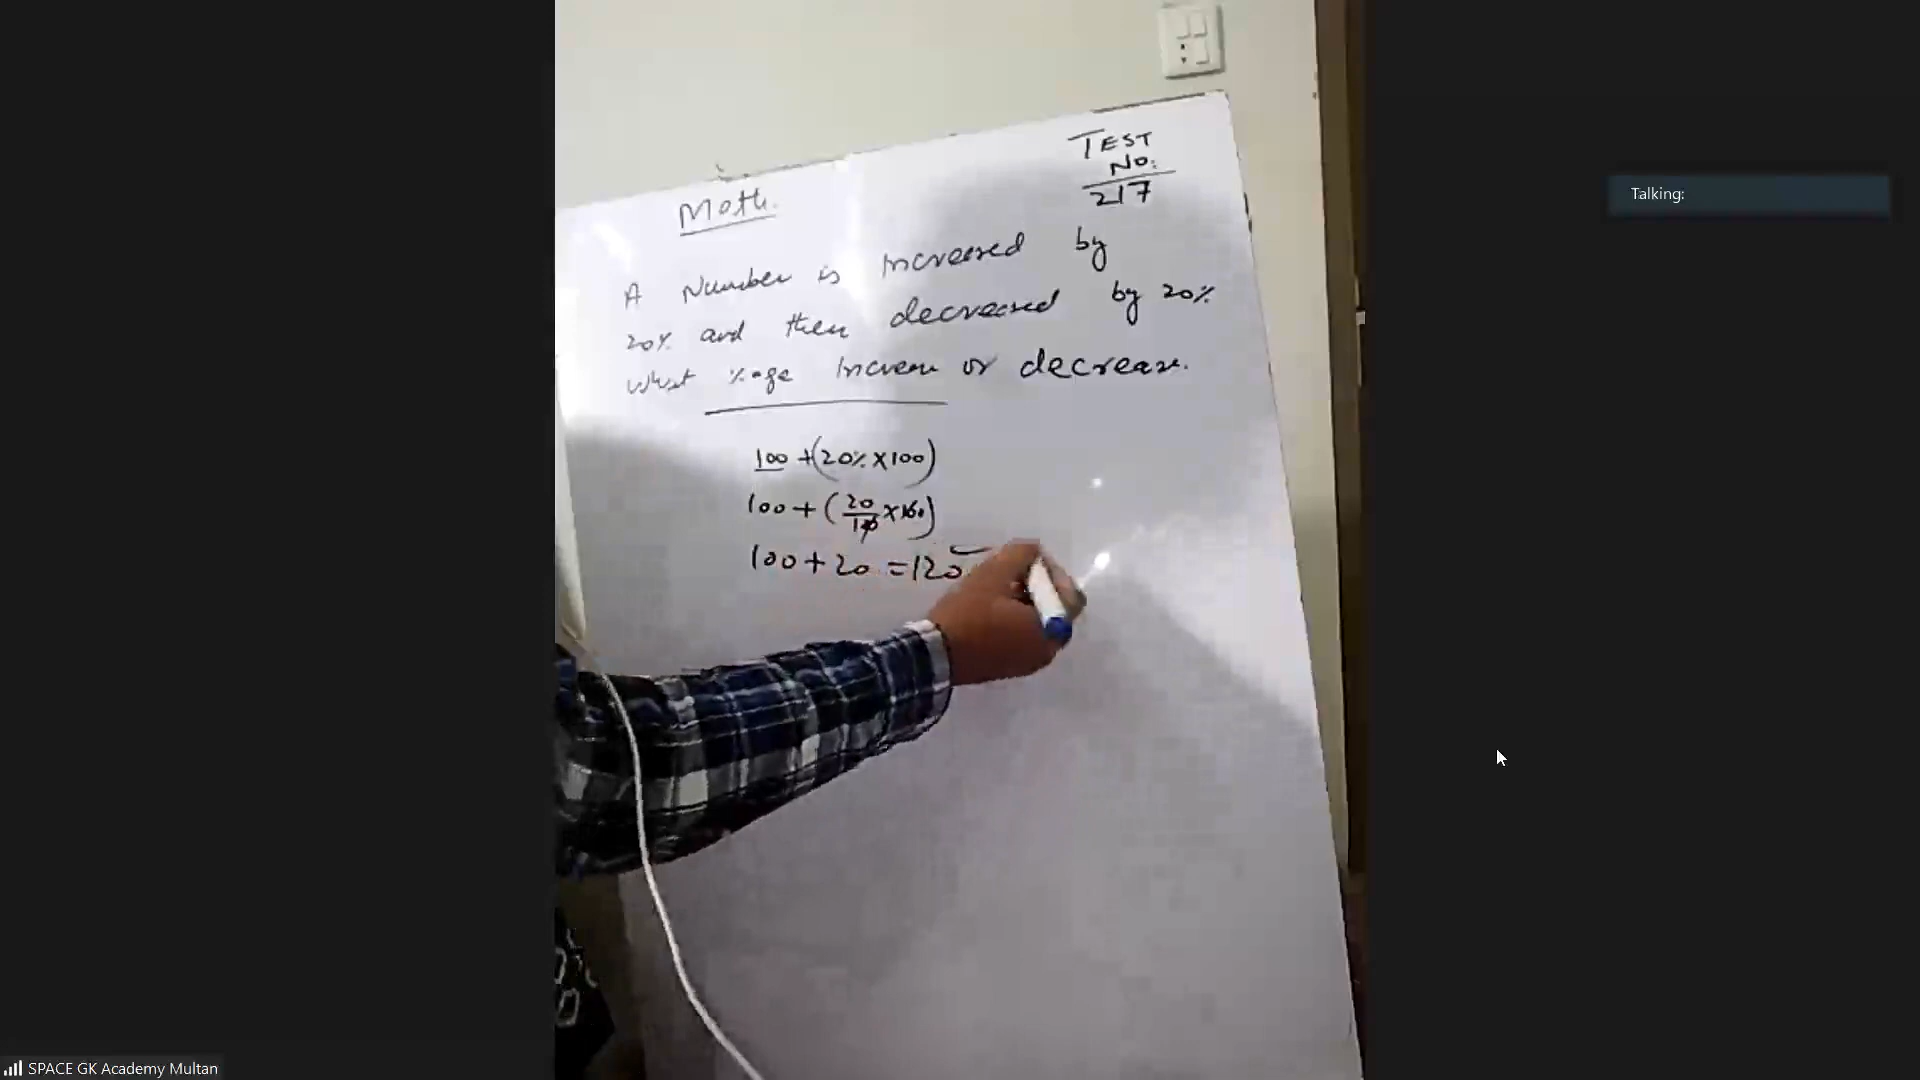 TEST
No:
217
Math.
A Number is Increased by
20% and then decreased by 20%
What %age Increase or decrease.
100 + (20% × 100)
100 + (20/100 × 100)
100 + 20 = 120
Talking:
SPACE GK Academy Multan